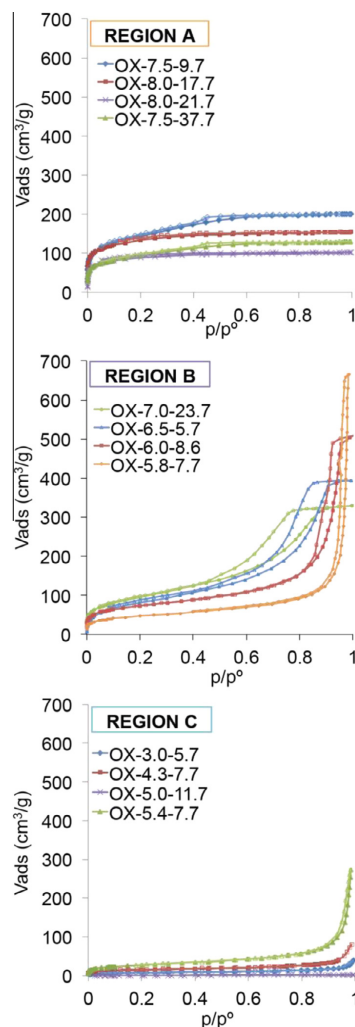 700
REGION A
600
OX-7.5-9.7
500
OX-8.0-17.7
OX-8.0-21.7
400
OX-7.5-37.7
300
200
100
0
Vads (cm³/g)
0 0.2 0.4 0.6 0.8 1
p/pº
700
REGION B
600
OX-7.0-23.7
500
OX-6.5-5.7
OX-6.0-8.6
400
OX-5.8-7.7
300
200
100
0
Vads (cm³/g)
0 0.2 0.4 0.6 0.8 1
p/pº
700
REGION C
600
OX-3.0-5.7
500
OX-4.3-7.7
OX-5.0-11.7
400
OX-5.4-7.7
300
200
100
0
Vads (cm³/g)
0 0.2 0.4 0.6 0.8 1
p/pº